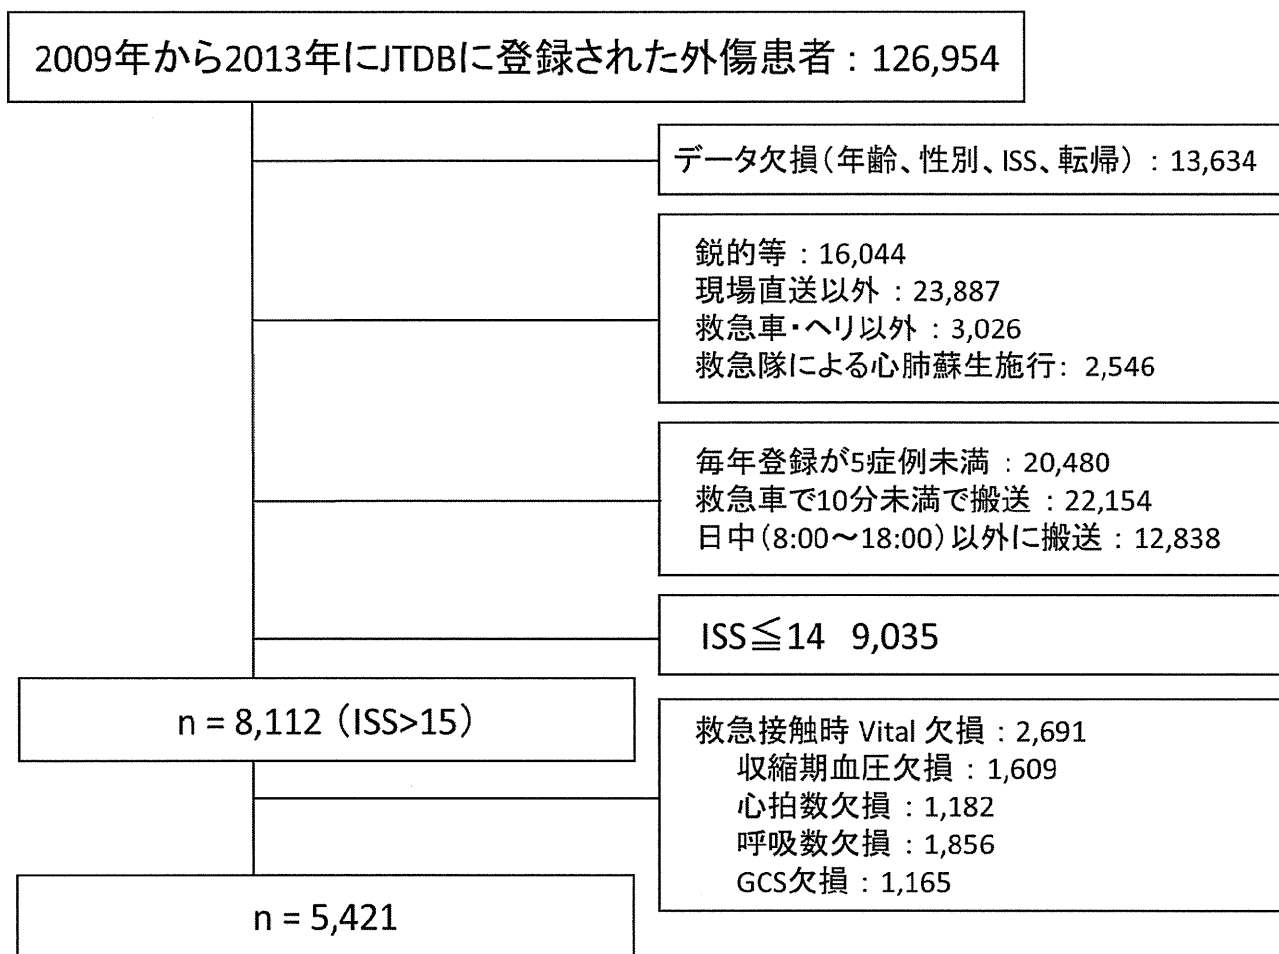 2009年から2013年にJTDBに登録された外傷患者：126,954
データ欠損（年齢、性別、ISS、転帰）：13,634
鋭的等：16,044
現場直送以外：23,887
救急車・ヘリ以外：3,026
救急隊による心肺蘇生施行：2,546
毎年登録が5症例未満：20,480
救急車で10分未満で搬送：22,154
日中（8:00～18:00）以外に搬送：12,838
ISS≦14 9,035
n = 8,112（ISS>15）
救急接触時 Vital 欠損：2,691
収縮期血圧欠損：1,609
心拍数欠損：1,182
呼吸数欠損：1,856
GCS欠損：1,165
n = 5,421